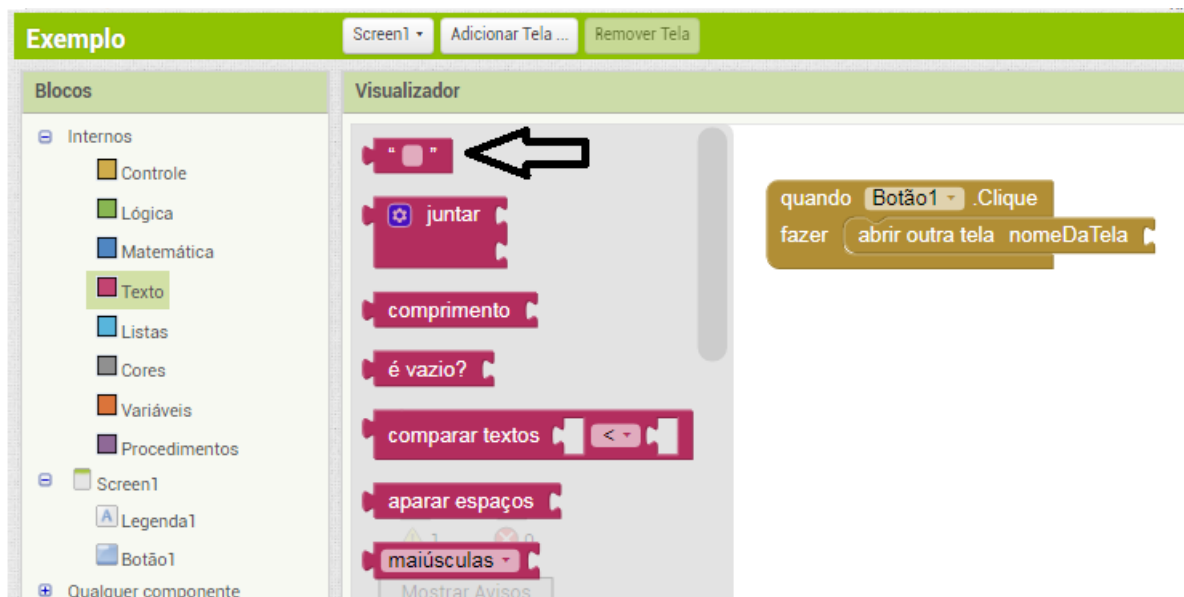 Exemplo
Screen1
Adicionar Tela ...
Remover Tela
Blocos
Visualizador
Internos
Controle
Lógica
Matemática
Texto
Listas
Cores
Variáveis
Procedimentos
Screen1
Legenda1
Botão1
Qualquer componente
“ ”
juntar
comprimento
é vazio?
comparar textos <
aparar espaços
1 0
maiúsculas
Mostrar Avisos
quando Botão1 .Clique
fazer abrir outra tela nomeDaTela